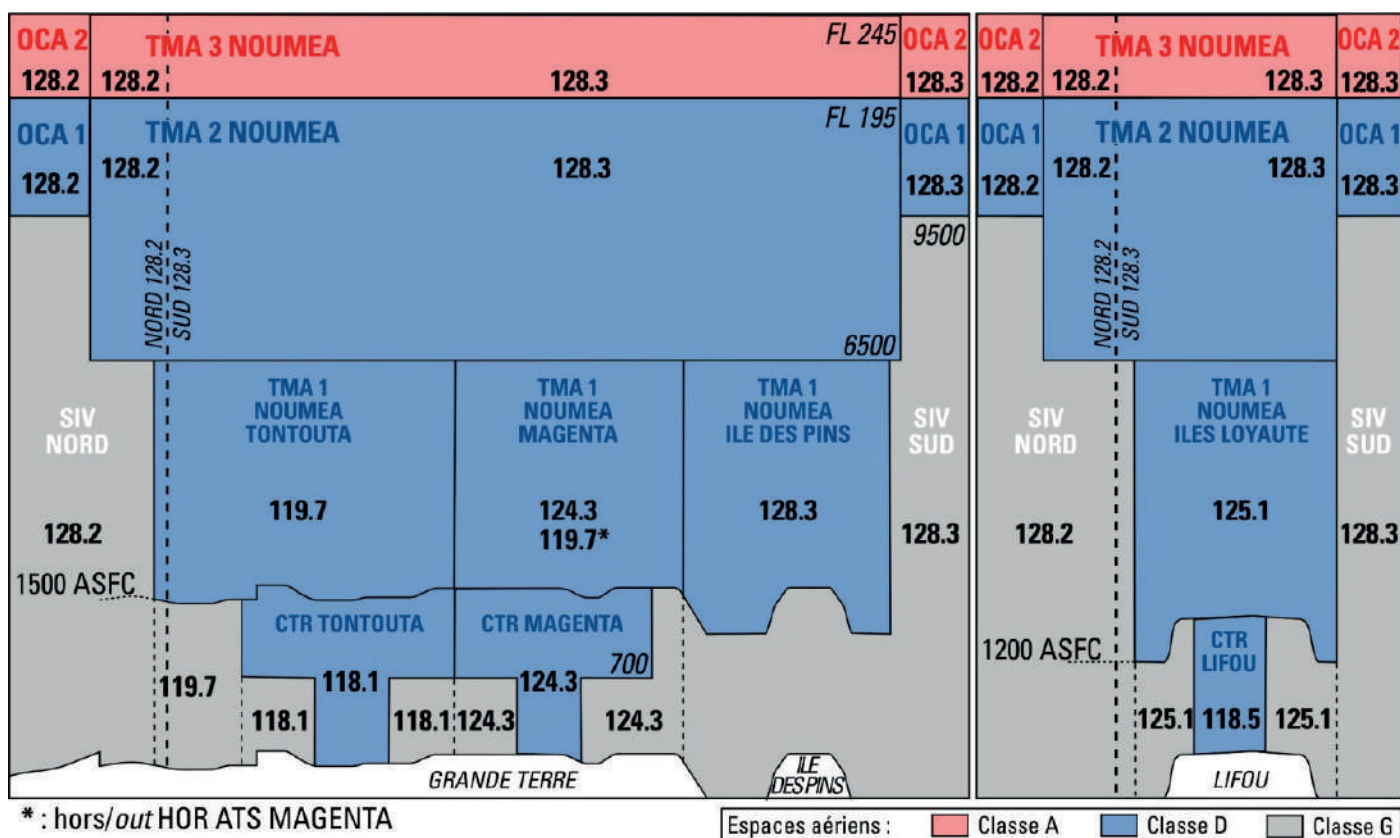 OCA 2
TMA 3 NOUMEA
FL 245
OCA 2
128.2
128.2
128.3
128.3
OCA 1
TMA 2 NOUMEA
FL 195
OCA 1
128.2
128.2
128.3
128.3
NORD 128.2
SUD 128.3
9500
6500
SIV
NORD
128.2
TMA 1
NOUMEA
TONTOUTA
119.7
TMA 1
NOUMEA
MAGENTA
124.3
119.7*
TMA 1
NOUMEA
ILE DES PINS
128.3
SIV
SUD
128.3
1500 ASFC
CTR TONTOUTA
CTR MAGENTA
700
119.7
118.1
118.1
118.1
124.3
124.3
124.3
GRANDE TERRE
ILE
DES PINS
OCA 2
TMA 3 NOUMEA
OCA 2
128.2
128.2
128.3
128.3
OCA 1
TMA 2 NOUMEA
OCA 1
128.2
128.2
128.3
128.3
NORD 128.2
SUD 128.3
SIV
NORD
128.2
TMA 1
NOUMEA
ILES LOYAUTE
125.1
SIV
SUD
128.3
1200 ASFC
CTR
LIFOU
125.1
118.5
125.1
LIFOU
* : hors/out HOR ATS MAGENTA
Espaces aériens : Classe A Classe D Classe G